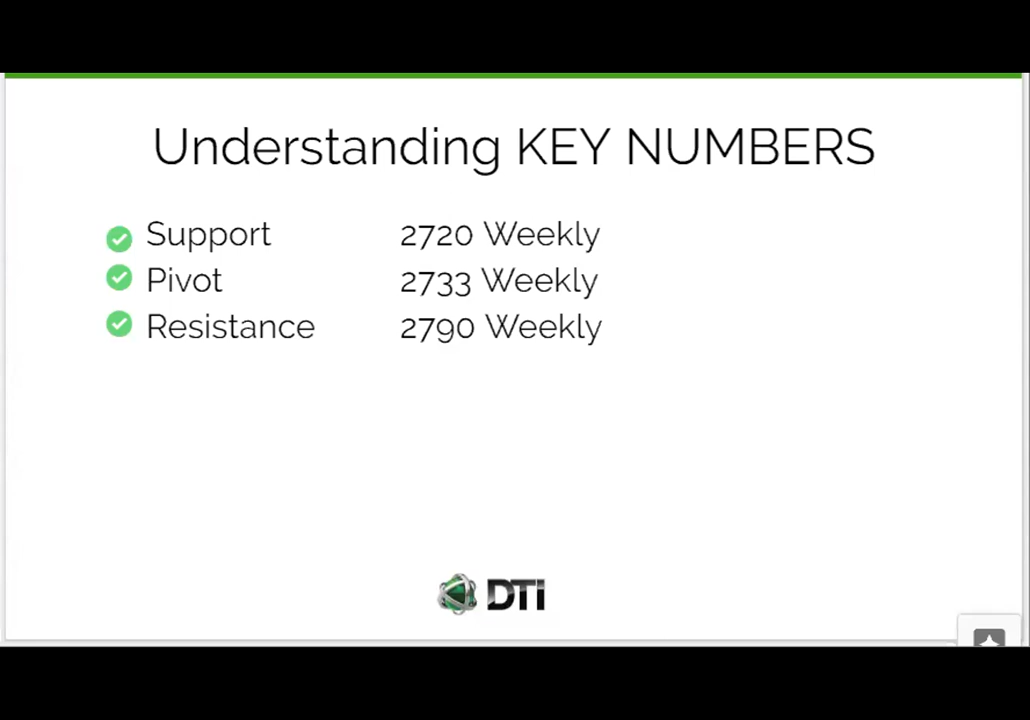 Understanding KEY NUMBERS
Support 2720 Weekly
Pivot 2733 Weekly
Resistance 2790 Weekly
DTI